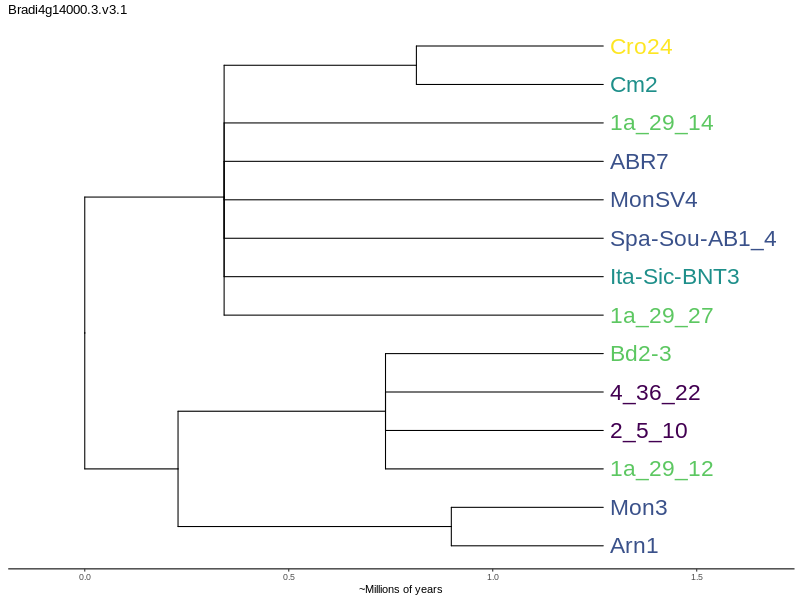 Bradi4g14000.3.v3.1
Cro24
Cm2
1a_29_14
ABR7
MonSV4
Spa-Sou-AB1_4
Ita-Sic-BNT3
1a_29_27
Bd2-3
4_36_22
2_5_10
1a_29_12
Mon3
Arn1
0.0 0.5 1.0 1.5
~Millions of years